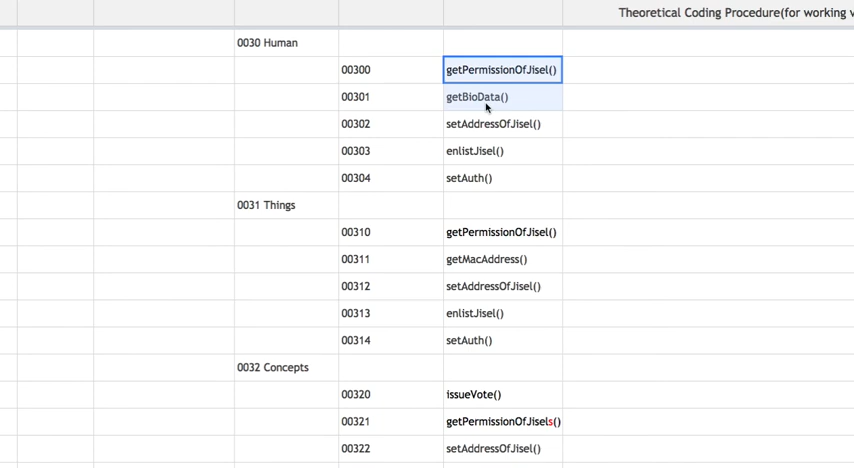 Theoretical Coding Procedure(for working
0030 Human
00300 getPermissionOfJisel()
00301 getBioData()
00302 setAddressOfJisel()
00303 enlistJisel()
00304 setAuth()
0031 Things
00310 getPermissionOfJisel()
00311 getMacAddress()
00312 setAddressOfJisel()
00313 enlistJisel()
00314 setAuth()
0032 Concepts
00320 issueVote()
00321 getPermissionOfJisels()
00322 setAddressOfJisel()